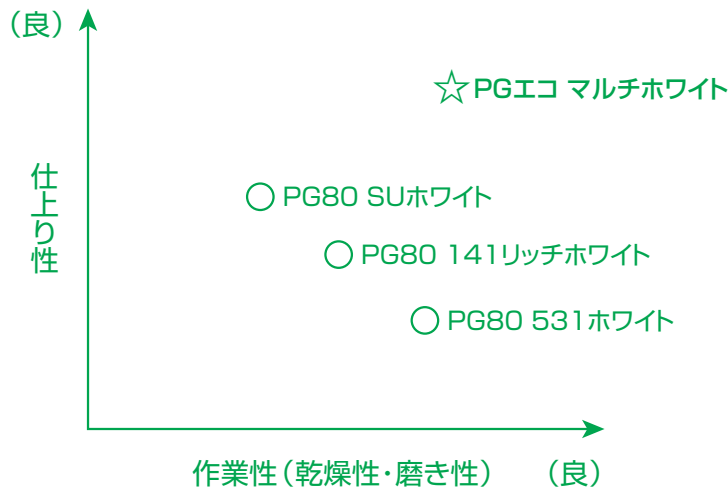 (良)
☆PGエコ マルチホワイト
仕上り性
○PG80 SUホワイト
○PG80 141リッチホワイト
○PG80 531ホワイト
作業性(乾燥性・磨き性) (良)